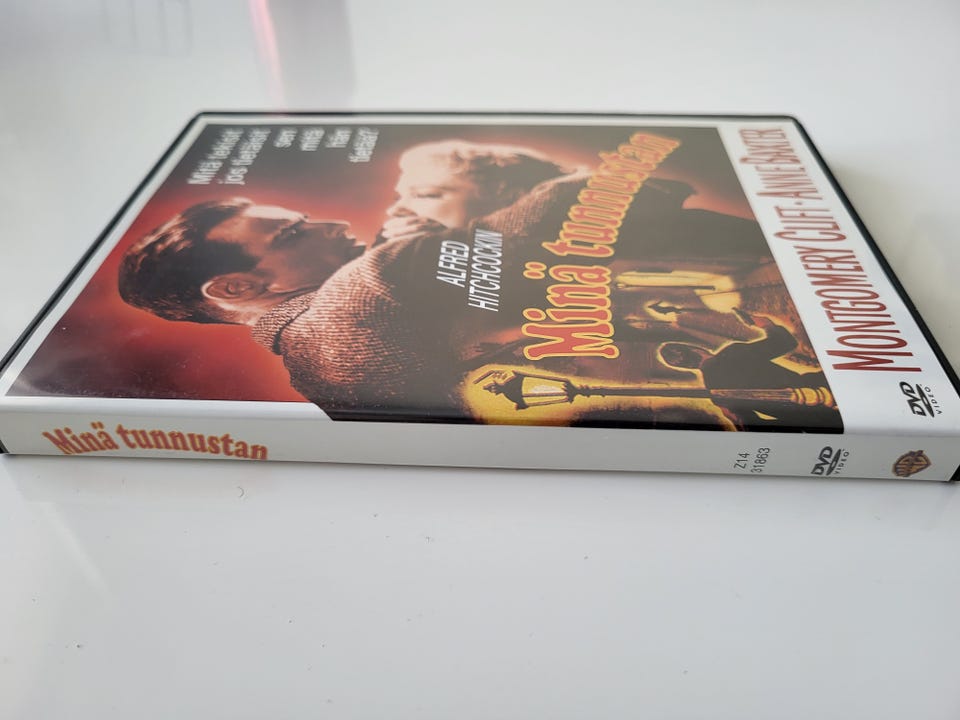 Mitä tekisit
jos tietäisit
sen
mitä
hän
tietää?
ALFRED
HITCHCOCKIN
Minä tunnustan
MONTGOMERY CLIFT · ANNE BAXTER
DVD
VIDEO
Minä tunnustan
Z14
31863
DVD
VIDEO
WB